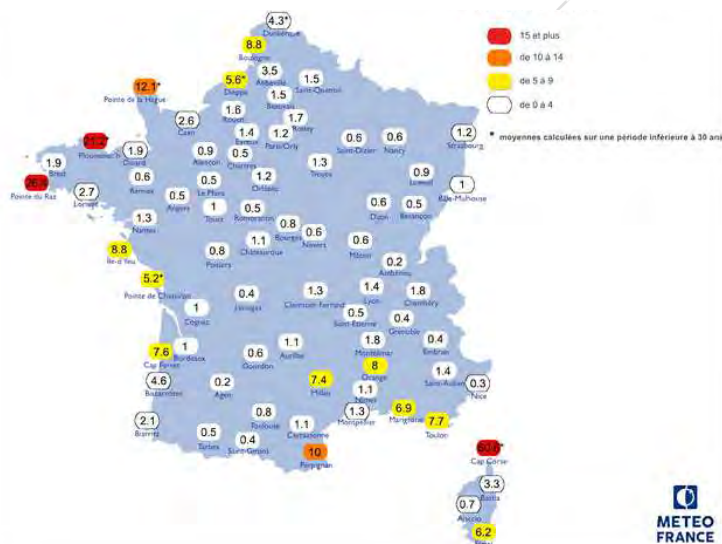 4.3*
Dunkerque
8.8
Boulogne
5.6*
Dieppe
3.5
Abbeville
1.5
Saint-Quentin
12.1*
Pointe de la Hague
1.5
Beauvais
1.6
Rouen
1.7
Roissy
2.6
Caen
1.4
Evreux
1.2
Paris-Orly
21.2*
Ploumanac'h
1.9
Dinard
0.9
Alençon
0.5
Chartres
0.6
Saint-Dizier
0.6
Nancy
1.2
Strasbourg
1.9
Brest
1.3
Troyes
26.4
Pointe du Raz
0.6
Rennes
0.5
Le Mans
1.2
Orléans
0.9
Luxeuil
1
Bâle-Mulhouse
2.7
Lorient
0.5
Angers
1
Tours
0.5
Romorantin
0.6
Dijon
0.5
Besançon
1.3
Nantes
0.8
Bourges
0.6
Nevers
8.8
Ile-d'Yeu
0.8
Poitiers
1.1
Châteauroux
0.6
Mâcon
0.2
Ambérieu
5.2*
Pointe de Chassiron
1
Cognac
0.4
Limoges
1.3
Clermont-Ferrand
1.4
Lyon
1.8
Chambéry
0.5
Saint-Etienne
0.4
Grenoble
7.6
Cap Ferret
1
Bordeaux
0.6
Gourdon
1.1
Aurillac
1.8
Montélimar
0.4
Embrun
4.6
Biscarrosse
0.2
Agen
7.4
Millau
8
Orange
1.4
Saint-Auban
0.3
Nice
1.1
Nîmes
2.1
Biarritz
0.5
Tarbes
0.8
Toulouse
0.4
Saint-Girons
1.1
Carcassonne
1.3
Montpellier
6.9
Marignane
7.7
Toulon
10
Perpignan
Cap Corse
3.3
Bastia
0.7
Ajaccio
6.2
15 et plus
de 10 à 14
de 5 à 9
de 0 à 4
* moyennes calculées sur une période inférieure à 30 ans
METEO
FRANCE